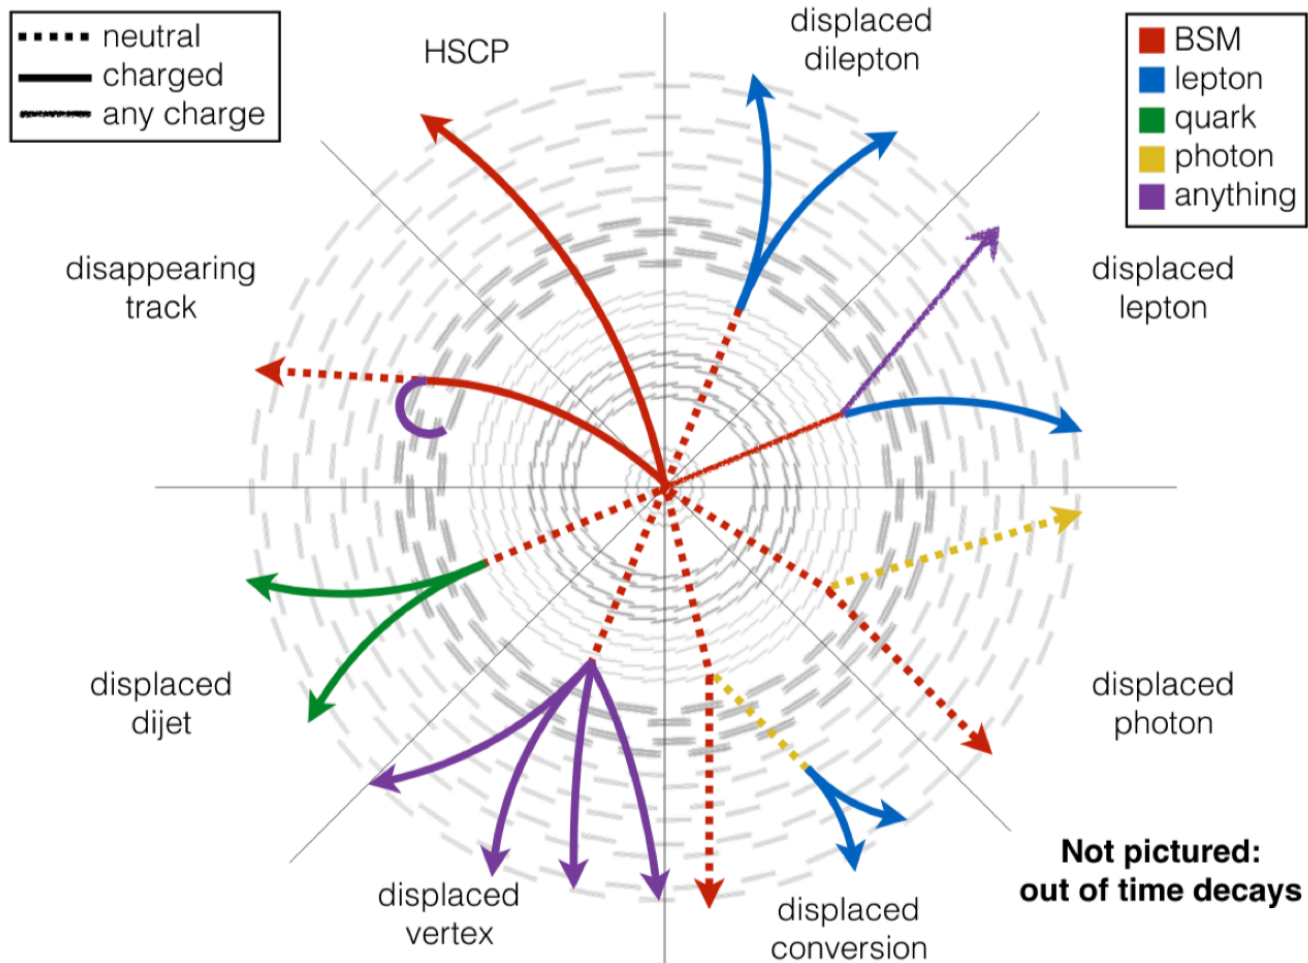 neutral
charged
any charge
HSCP
displaced
dilepton
BSM
lepton
quark
photon
anything
disappearing
track
displaced
lepton
displaced
dijet
displaced
photon
displaced
vertex
displaced
conversion
Not pictured:
out of time decays